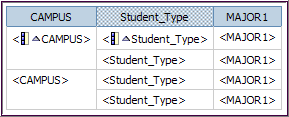 CAMPUS Student_Type MAJOR1
<CAMPUS> <Student_Type> <MAJOR1>
<Student_Type> <MAJOR1>
<CAMPUS> <Student_Type> <MAJOR1>
<Student_Type> <MAJOR1>